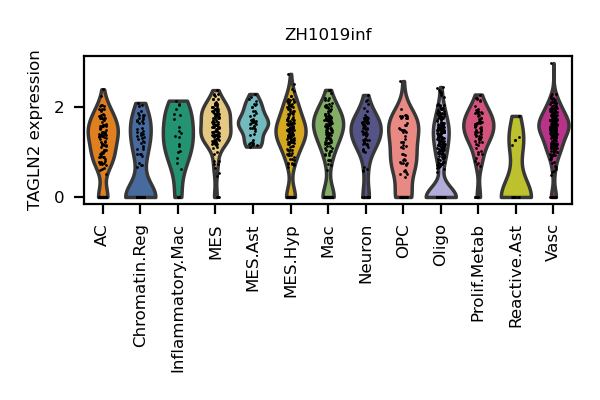 ZH1019inf
TAGLN2 expression
2
0
AC
Chromatin.Reg
Inflammatory.Mac
MES
MES.Ast
MES.Hyp
Mac
Neuron
OPC
Oligo
Prolif.Metab
Reactive.Ast
Vasc